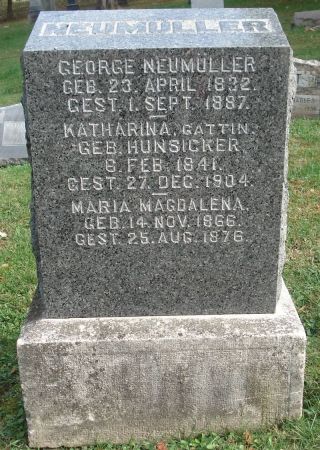 NEUMULLER
GEORGE NEUMULLER
GEB. 23. APRIL 1832.
GEST. 1. SEPT. 1887.
KATHARINA, GATTIN,
GEB. HUNSICKER
8. FEB. 1841.
GEST. 27. DEC. 1904.
MARIA MAGDALENA.
GEB. 14. NOV. 1866.
GEST. 25. AUG. 1876.